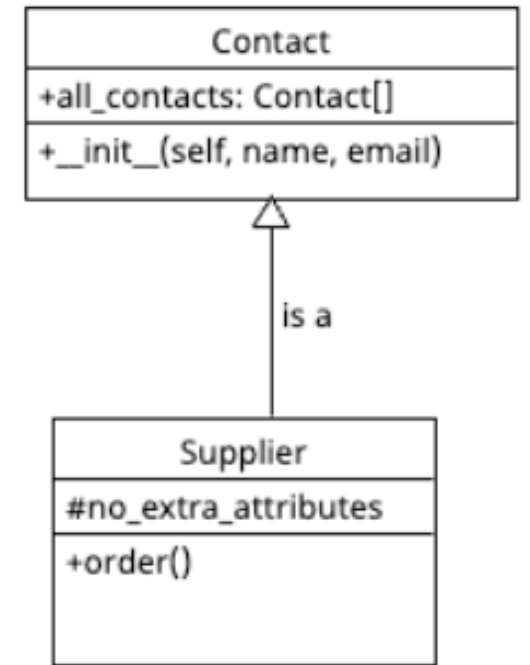 Contact
+all_contacts: Contact[]
+__init__(self, name, email)
is a
Supplier
#no_extra_attributes
+order()